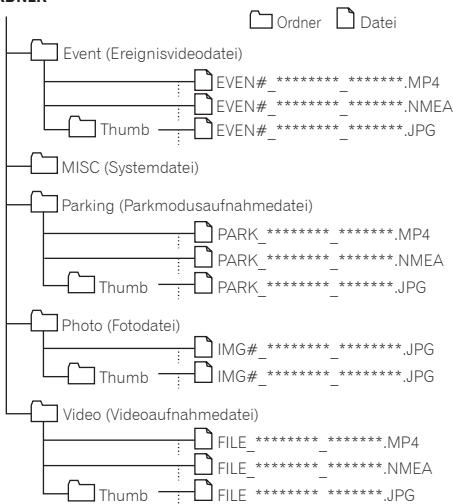 Ordner Datei
Event (Ereignisvideodatei)
EVEN#_********_*******.MP4
EVEN#_********_*******.NMEA
Thumb EVEN#_********_*******.JPG
MISC (Systemdatei)
Parking (Parkmodusaufnahmedatei)
PARK_********_*******.MP4
PARK_********_*******.NMEA
Thumb PARK_********_*******.JPG
Photo (Fotodatei)
IMG#_********_*******.JPG
Thumb IMG#_********_*******.JPG
Video (Videoaufnahmedatei)
FILE_********_*******.MP4
FILE_********_*******.NMEA
Thumb FILE_********_*******.JPG